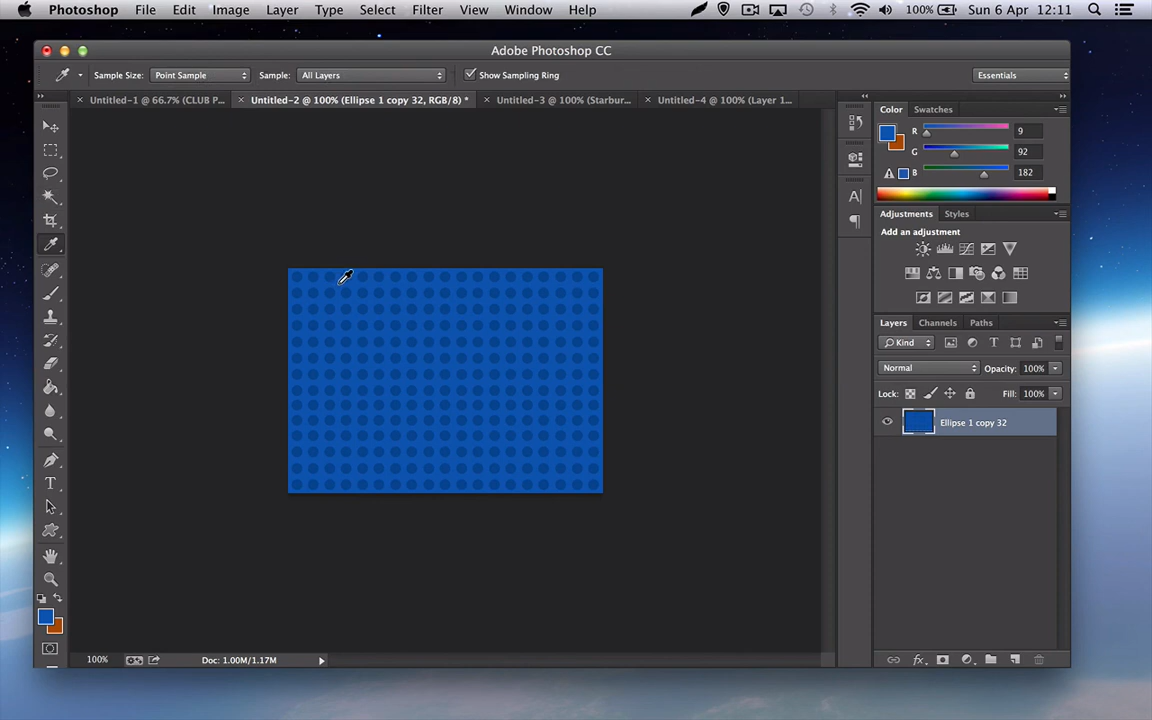 Photoshop File Edit Image Layer Type Select Filter View Window Help 100% Sun 6 Apr 12:11
Adobe Photoshop CC
Sample Size: Point Sample Sample: All Layers Show Sampling Ring Essentials
Untitled-1 @ 66.7% (CLUB P... Untitled-2 @ 100% (Ellipse 1 copy 32, RGB/8) * Untitled-3 @ 100% (Starbur... Untitled-4 @ 100% (Layer 1...
Color Swatches
R 9
G 92
B 182
Adjustments Styles
Add an adjustment
Layers Channels Paths
Kind
Normal Opacity: 100%
Lock: Fill: 100%
Ellipse 1 copy 32
100% Doc: 1.00M/1.17M